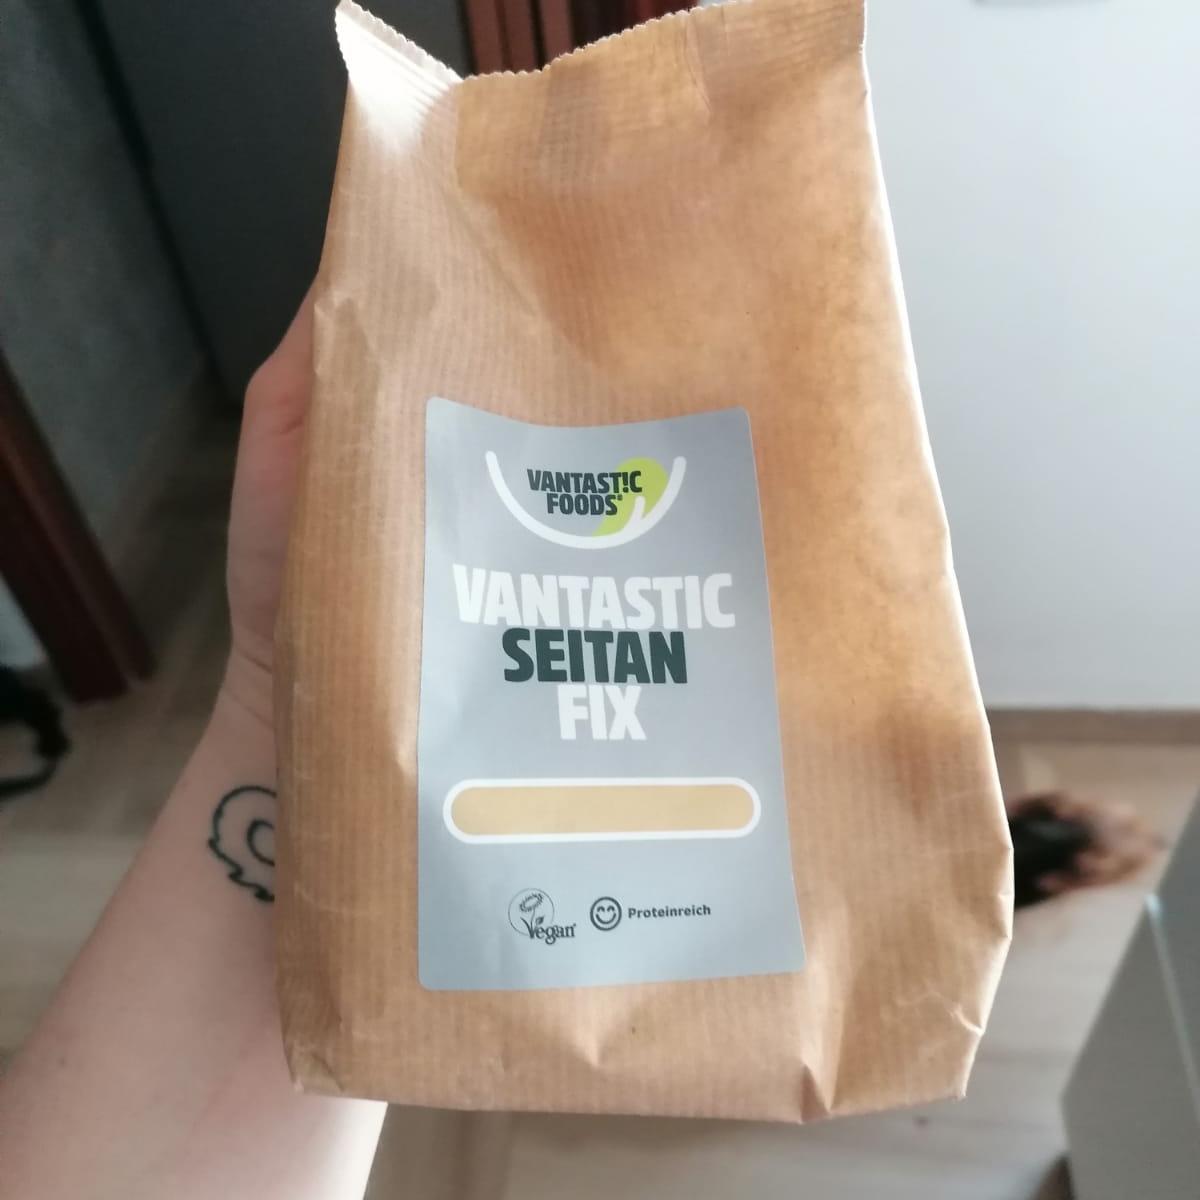 VANTAST!C
FOODS®
VANTASTIC
SEITAN
FIX
Vegan
Proteinreich